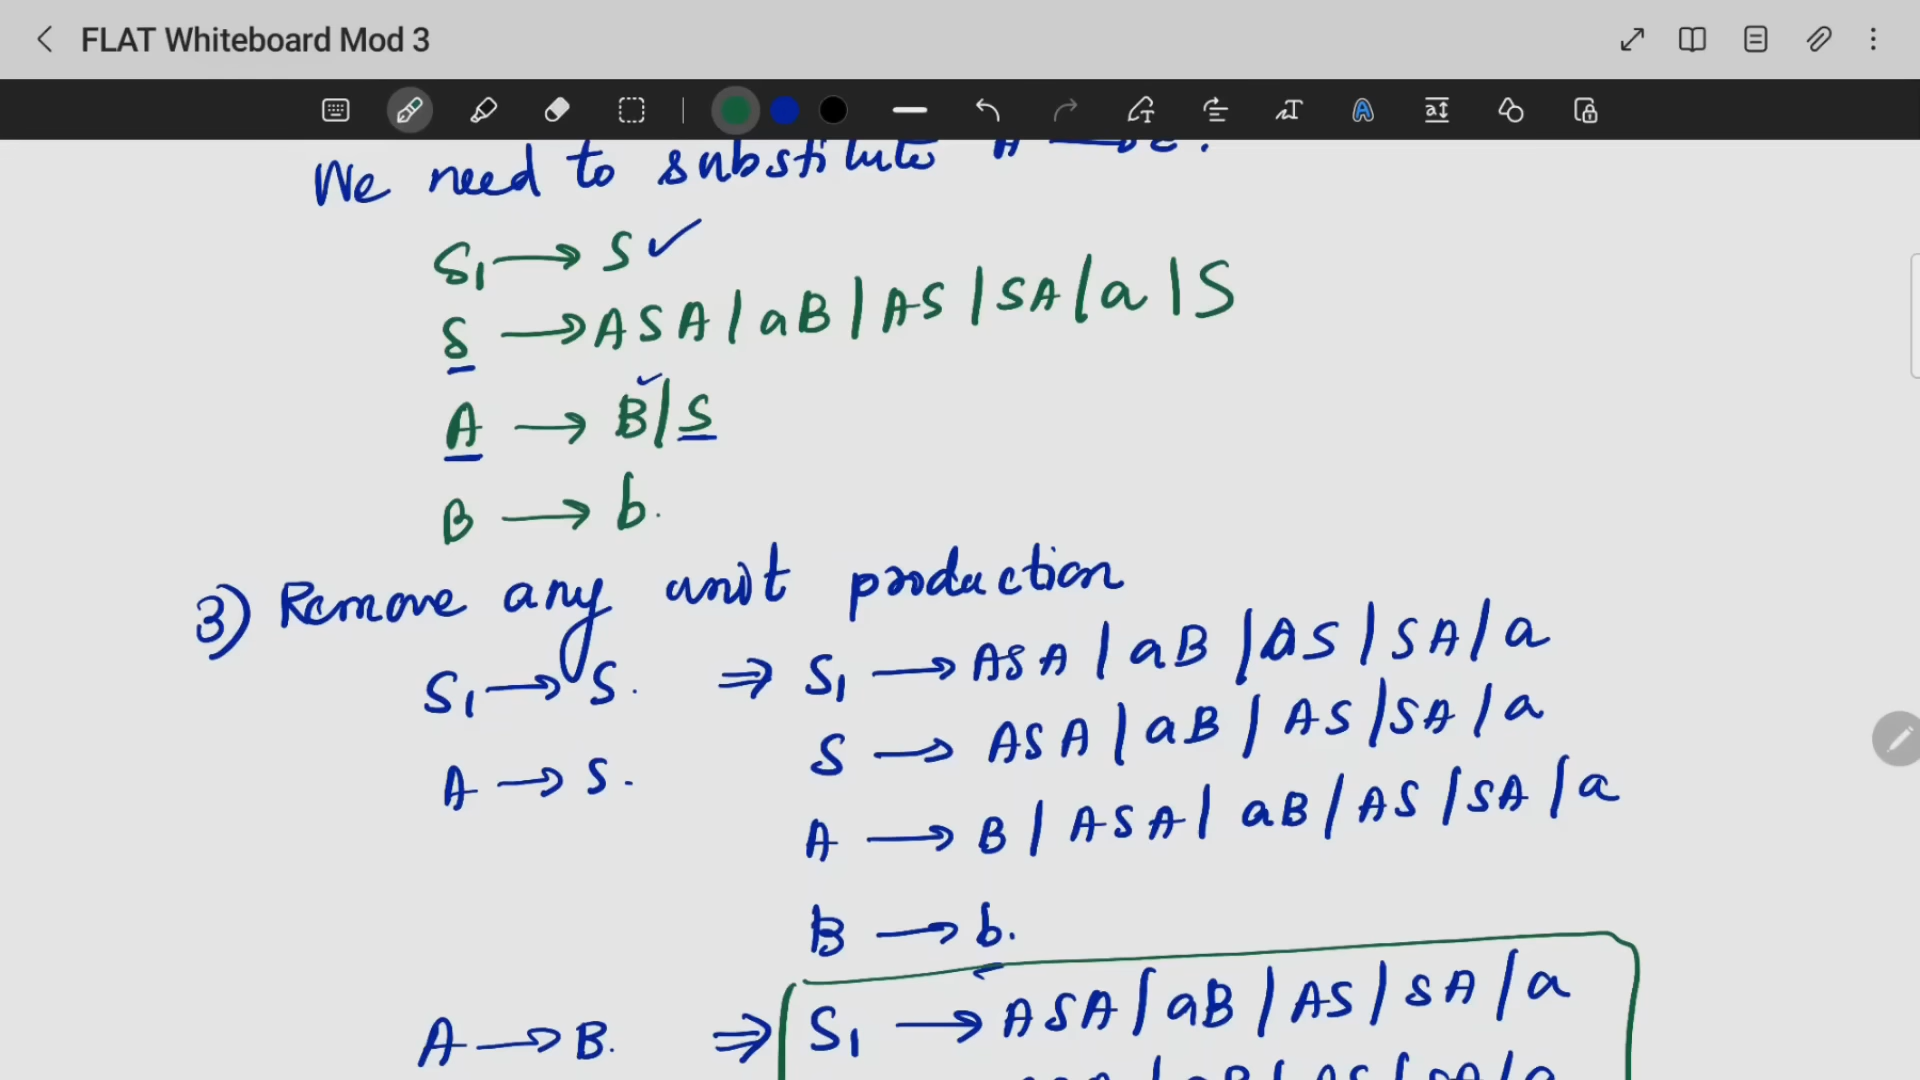 FLAT Whiteboard Mod 3
We need to substitute A → ε.
S₁ → S ✓
S → ASA | aB | AS | SA | a | S
A → B | S
B → b.
3) Remove any unit production
S₁ → S. ⇒ S₁ → ASA | aB | AS | SA | a
S → ASA | aB | AS | SA | a
A → S.
A → B | ASA | aB | AS | SA | a
B → b.
A → B. ⇒ S₁ → ASA | aB | AS | SA | a